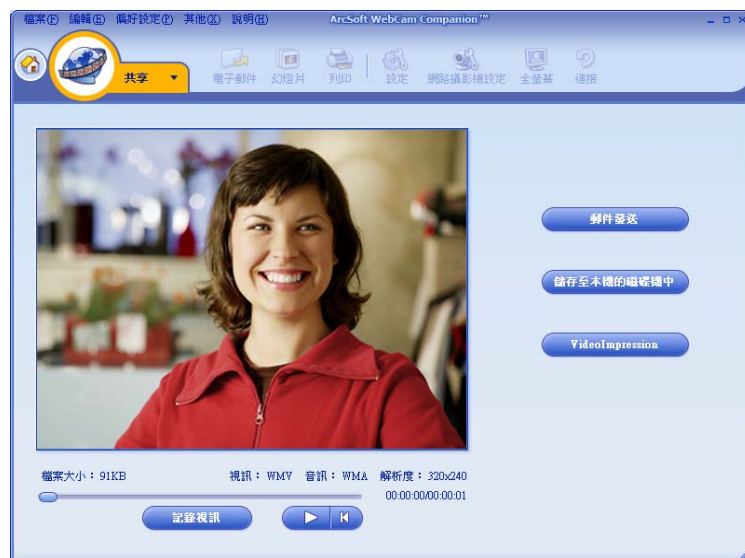 檔案(F) 編輯(E) 偏好設定(P) 其他(X) 說明(H) ArcSoft WebCam Companion™
共享 電子郵件 幻燈片 列印 設定 網路攝影機設定 全螢幕 連接
郵件發送
儲存至本機的磁碟機中
VideoImpression
檔案大小：91KB 視訊：WMV 音訊：WMA 解析度：320x240
00:00:00/00:00:01
記錄視訊